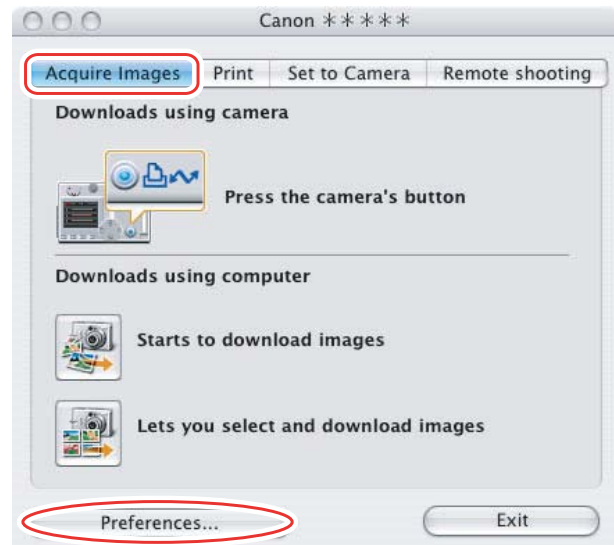 Canon ＊＊＊＊＊
Acquire Images Print Set to Camera Remote shooting
Downloads using camera
Press the camera's button
Downloads using computer
Starts to download images
Lets you select and download images
Preferences... Exit